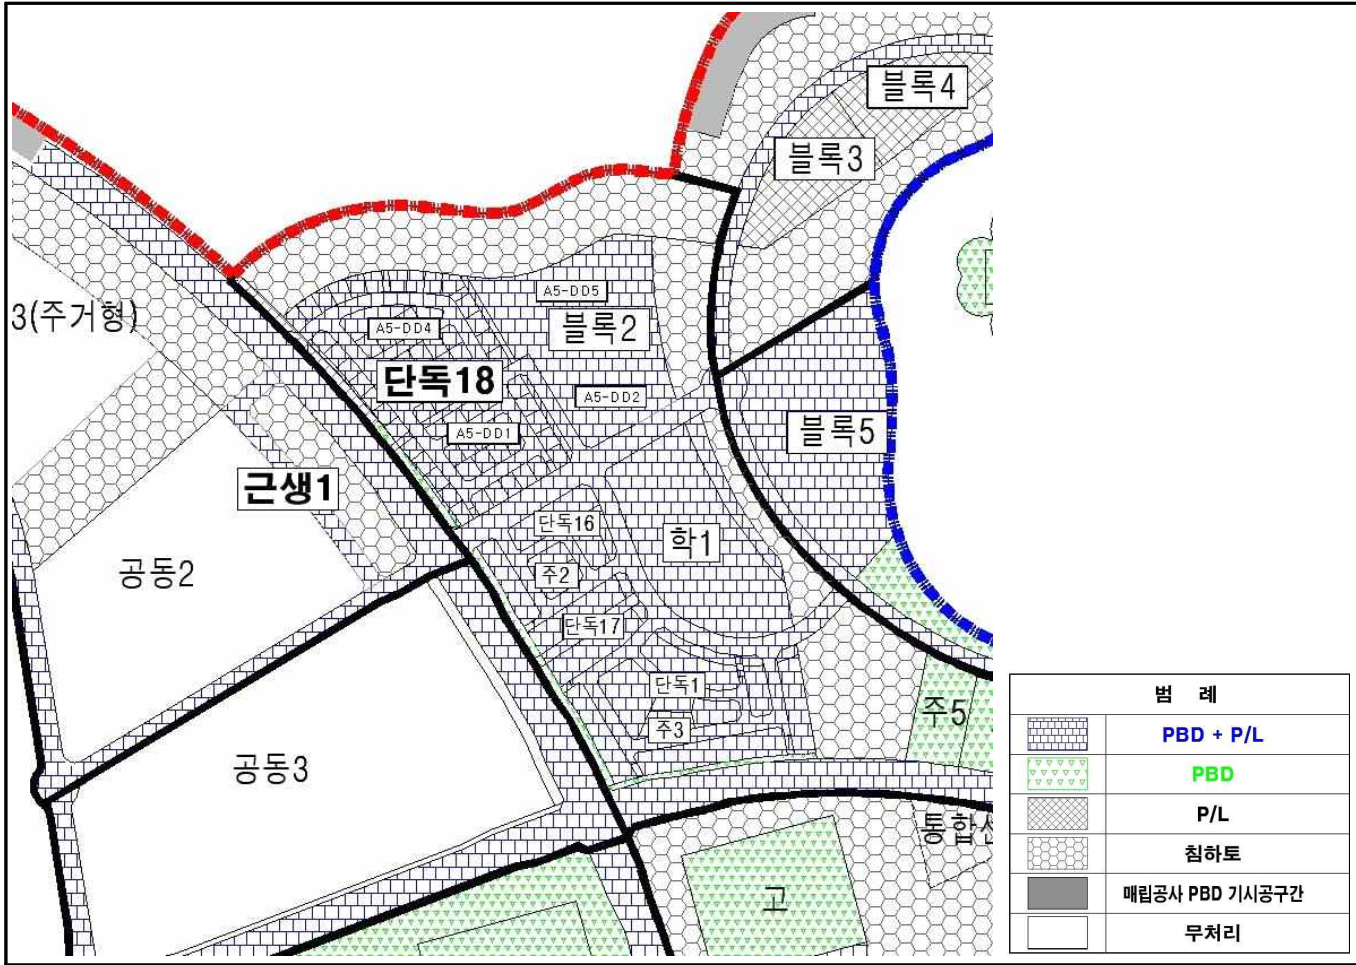 블록4
블록3
3(주거형)
A5-DD5
블록2
A5-DD4
단독18
A5-DD2
A5-DD1
블록5
근생1
단독16
학1
공동2
주2
단독17
단독1
주5
주3
공동3
통합
고
범 례
PBD + P/L
PBD
P/L
침하토
매립공사 PBD 기시공구간
무처리